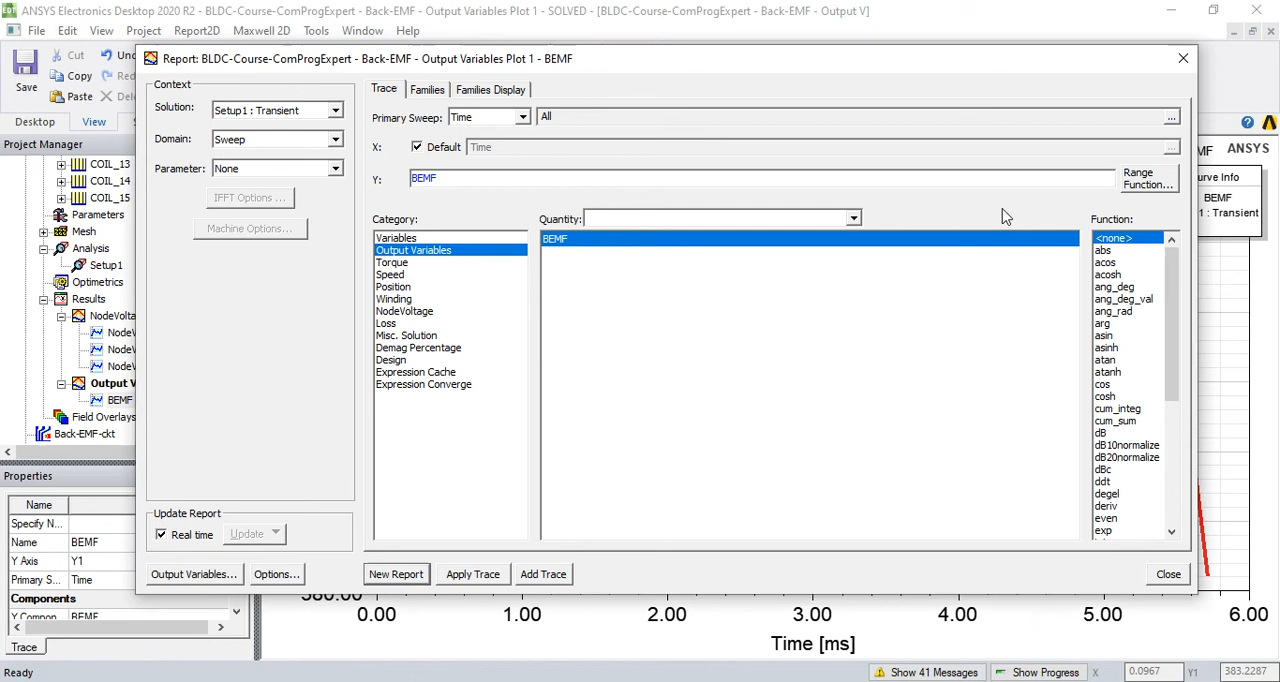 ANSYS Electronics Desktop 2020 R2 - BLDC-Course-ComProgExpert - Back-EMF - Output Variables Plot 1 - SOLVED - [BLDC-Course-ComProgExpert - Back-EMF - Output V]
File Edit View Project Report2D Maxwell 2D Tools Window Help
Save
Cut
Copy
Paste
Desktop
View
Project Manager
COIL_13
COIL_14
COIL_15
Parameters
Mesh
Analysis
Setup1
Optimetrics
Results
BEMF
Field Overlays
Back-EMF-ckt
Properties
Name
Specify N...
Name BEMF
Y Axis Y1
Primary S... Time
Components
Y Compon... BEMF
Trace
Report: BLDC-Course-ComProgExpert - Back-EMF - Output Variables Plot 1 - BEMF
Context
Solution: Setup1 : Transient
Domain: Sweep
Parameter: None
IFFT Options ...
Machine Options...
Update Report
Real time Update
Output Variables... Options...
Trace Families Families Display
Primary Sweep: Time All ...
X: Default Time ...
Y: BEMF Range Function...
Category: Quantity: Function:
Variables
Output Variables
Torque
Speed
Position
Winding
NodeVoltage
Loss
Misc. Solution
Demag Percentage
Design
Expression Cache
Expression Converge
BEMF
<none>
abs
acos
acosh
ang_deg
ang_deg_val
ang_rad
arg
asin
asinh
atan
atanh
cos
cosh
cum_integ
cum_sum
dB
dB10normalize
dB20normalize
dBc
ddt
degel
deriv
even
exp
New Report Apply Trace Add Trace Close
ANSYS
BEMF
0.00 1.00 2.00 3.00 4.00 5.00 6.00
Time [ms]
Ready
Show 41 Messages Show Progress X 0.0967 Y1 383.2287